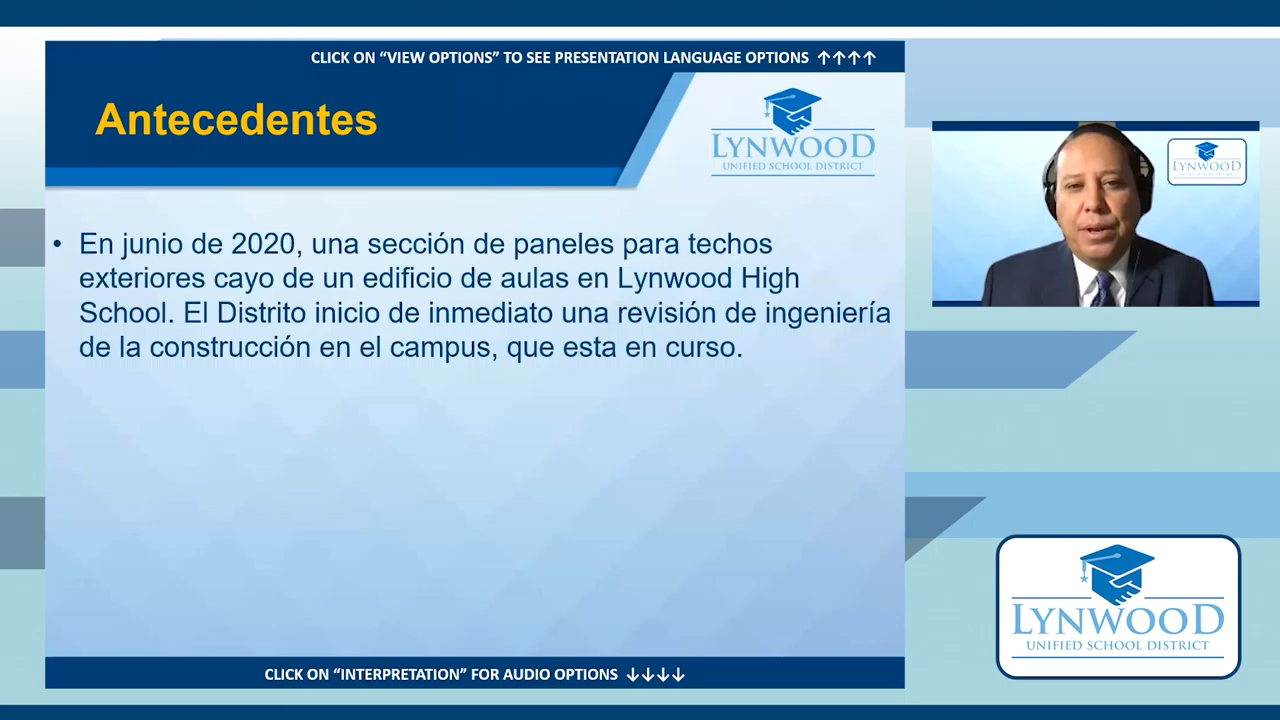 CLICK ON “VIEW OPTIONS” TO SEE PRESENTATION LANGUAGE OPTIONS ↑↑↑↑
Antecedentes
LYNWOOD
UNIFIED SCHOOL DISTRICT
LYNWOOD
• En junio de 2020, una sección de paneles para techos
exteriores cayo de un edificio de aulas en Lynwood High
School. El Distrito inicio de inmediato una revisión de ingeniería
de la construcción en el campus, que esta en curso.
LYNWOOD
UNIFIED SCHOOL DISTRICT
CLICK ON “INTERPRETATION” FOR AUDIO OPTIONS ↓↓↓↓